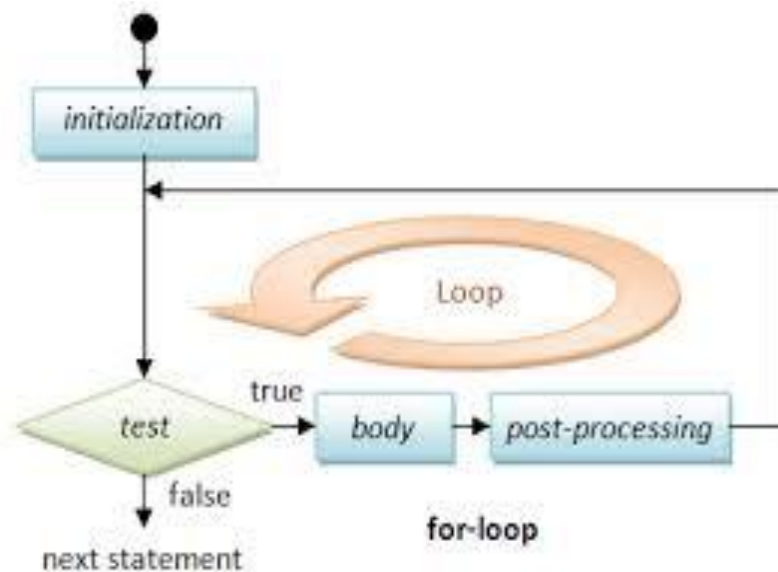 initialization
Loop
true
test
body
post-processing
false
for-loop
next statement